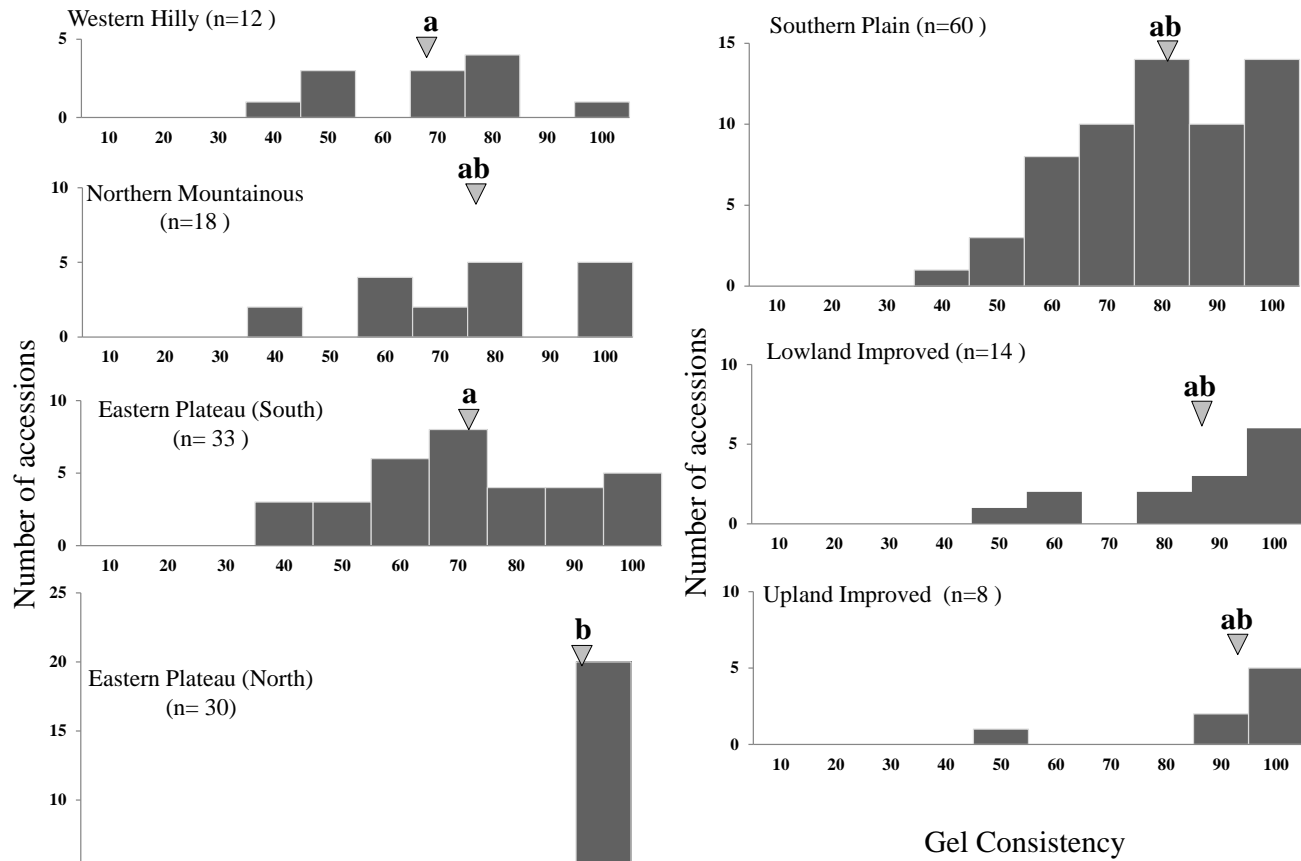 Western Hilly (n=12 )
a
5
0
10 20 30 40 50 60 70 80 90 100
ab
Northern Mountainous
(n=18 )
10
5
0
10 20 30 40 50 60 70 80 90 100
a
Eastern Plateau (South)
(n= 33 )
10
5
0
10 20 30 40 50 60 70 80 90 100
b
Eastern Plateau (North)
(n= 30)
25
20
15
10
Number of accessions
Southern Plain (n=60 )
ab
15
10
5
0
10 20 30 40 50 60 70 80 90 100
Lowland Improved (n=14 )
ab
10
5
0
10 20 30 40 50 60 70 80 90 100
Upland Improved (n=8 )
ab
10
5
0
10 20 30 40 50 60 70 80 90 100
Number of accessions
Gel Consistency